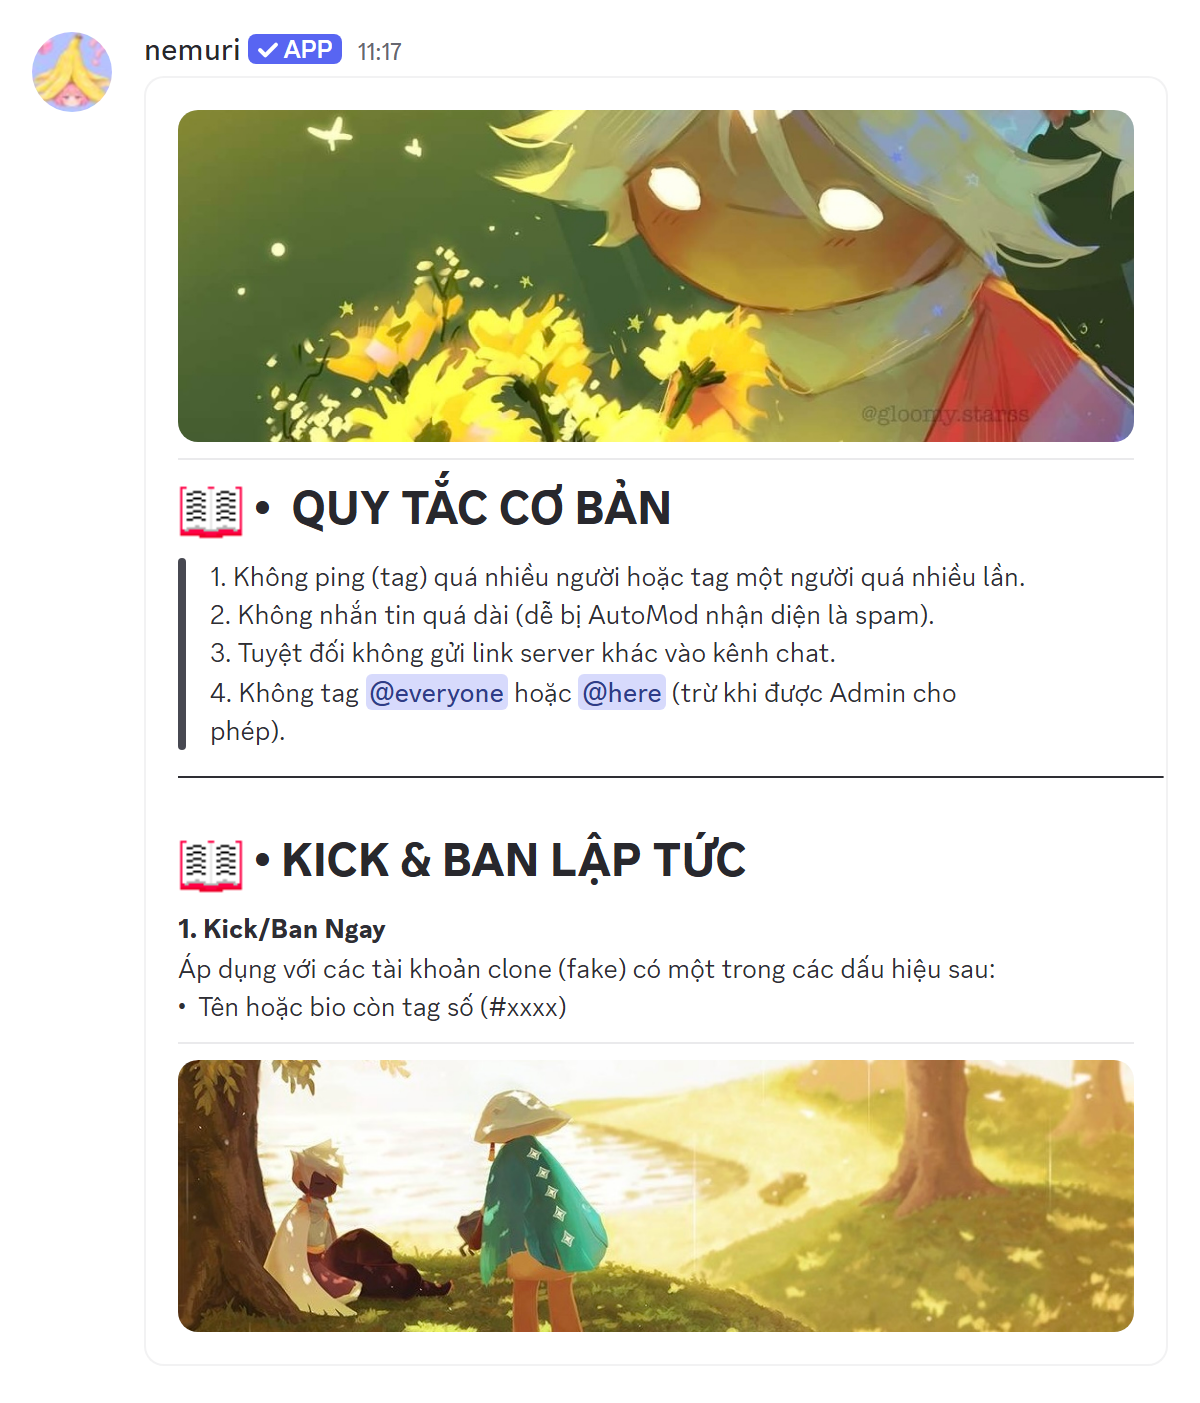 nemuri APP 11:17
@gloomy.starss
• QUY TẮC CƠ BẢN
1. Không ping (tag) quá nhiều người hoặc tag một người quá nhiều lần.
2. Không nhắn tin quá dài (dễ bị AutoMod nhận diện là spam).
3. Tuyệt đối không gửi link server khác vào kênh chat.
4. Không tag @everyone hoặc @here (trừ khi được Admin cho
phép).
• KICK & BAN LẬP TỨC
1. Kick/Ban Ngay
Áp dụng với các tài khoản clone (fake) có một trong các dấu hiệu sau:
• Tên hoặc bio còn tag số (#xxxx)